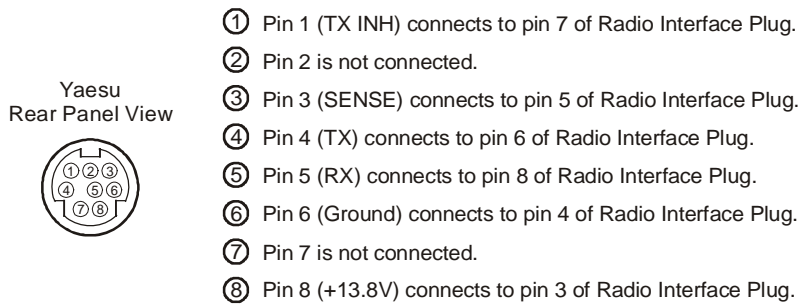 ① Pin 1 (TX INH) connects to pin 7 of Radio Interface Plug.
② Pin 2 is not connected.
③ Pin 3 (SENSE) connects to pin 5 of Radio Interface Plug.
④ Pin 4 (TX) connects to pin 6 of Radio Interface Plug.
⑤ Pin 5 (RX) connects to pin 8 of Radio Interface Plug.
⑥ Pin 6 (Ground) connects to pin 4 of Radio Interface Plug.
⑦ Pin 7 is not connected.
⑧ Pin 8 (+13.8V) connects to pin 3 of Radio Interface Plug.
Yaesu
Rear Panel View
①②③
④ ⑤⑥
⑦⑧